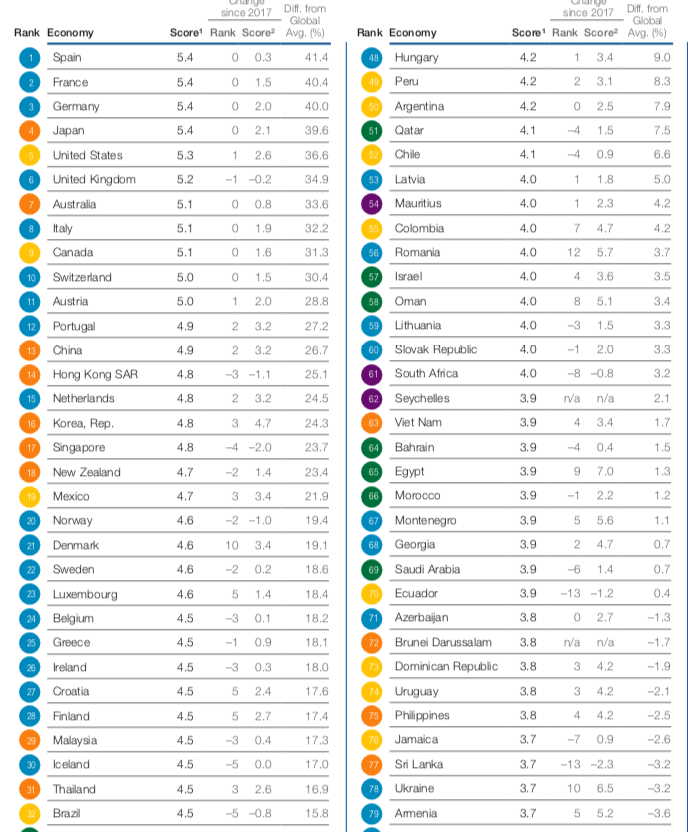 Change
since 2017
Diff. from
Global
Rank Economy Score¹ Rank Score² Avg. (%)
1 Spain 5.4 0 0.3 41.4
2 France 5.4 0 1.5 40.4
3 Germany 5.4 0 2.0 40.0
4 Japan 5.4 0 2.1 39.6
5 United States 5.3 1 2.6 36.6
6 United Kingdom 5.2 –1 –0.2 34.9
7 Australia 5.1 0 0.8 33.6
8 Italy 5.1 0 1.9 32.2
9 Canada 5.1 0 1.6 31.3
10 Switzerland 5.0 0 1.5 30.4
11 Austria 5.0 1 2.0 28.8
12 Portugal 4.9 2 3.2 27.2
13 China 4.9 2 3.2 26.7
14 Hong Kong SAR 4.8 –3 –1.1 25.1
15 Netherlands 4.8 2 3.2 24.5
16 Korea, Rep. 4.8 3 4.7 24.3
17 Singapore 4.8 –4 –2.0 23.7
18 New Zealand 4.7 –2 1.4 23.4
19 Mexico 4.7 3 3.4 21.9
20 Norway 4.6 –2 –1.0 19.4
21 Denmark 4.6 10 3.4 19.1
22 Sweden 4.6 –2 0.2 18.6
23 Luxembourg 4.6 5 1.4 18.4
24 Belgium 4.5 –3 0.1 18.2
25 Greece 4.5 –1 0.9 18.1
26 Ireland 4.5 –3 0.3 18.0
27 Croatia 4.5 5 2.4 17.6
28 Finland 4.5 5 2.7 17.4
29 Malaysia 4.5 –3 0.4 17.3
30 Iceland 4.5 –5 0.0 17.0
31 Thailand 4.5 3 2.6 16.9
32 Brazil 4.5 –5 –0.8 15.8
Change
since 2017
Diff. from
Global
Rank Economy Score¹ Rank Score² Avg. (%)
48 Hungary 4.2 1 3.4 9.0
49 Peru 4.2 2 3.1 8.3
50 Argentina 4.2 0 2.5 7.9
51 Qatar 4.1 –4 1.5 7.5
52 Chile 4.1 –4 0.9 6.6
53 Latvia 4.0 1 1.8 5.0
54 Mauritius 4.0 1 2.3 4.2
55 Colombia 4.0 7 4.7 4.2
56 Romania 4.0 12 5.7 3.7
57 Israel 4.0 4 3.6 3.5
58 Oman 4.0 8 5.1 3.4
59 Lithuania 4.0 –3 1.5 3.3
60 Slovak Republic 4.0 –1 2.0 3.3
61 South Africa 4.0 –8 –0.8 3.2
62 Seychelles 3.9 n/a n/a 2.1
63 Viet Nam 3.9 4 3.4 1.7
64 Bahrain 3.9 –4 0.4 1.5
65 Egypt 3.9 9 7.0 1.3
66 Morocco 3.9 –1 2.2 1.2
67 Montenegro 3.9 5 5.6 1.1
68 Georgia 3.9 2 4.7 0.7
69 Saudi Arabia 3.9 –6 1.4 0.7
70 Ecuador 3.9 –13 –1.2 0.4
71 Azerbaijan 3.8 0 2.7 –1.3
72 Brunei Darussalam 3.8 n/a n/a –1.7
73 Dominican Republic 3.8 3 4.2 –1.9
74 Uruguay 3.8 3 4.2 –2.1
75 Philippines 3.8 4 4.2 –2.5
76 Jamaica 3.7 –7 0.9 –2.6
77 Sri Lanka 3.7 –13 –2.3 –3.2
78 Ukraine 3.7 10 6.5 –3.2
79 Armenia 3.7 5 5.2 –3.6